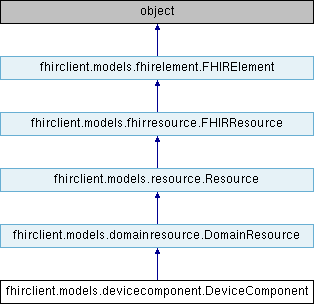 object
fhirclient.models.fhirelement.FHIRElement
fhirclient.models.fhirresource.FHIRResource
fhirclient.models.resource.Resource
fhirclient.models.domainresource.DomainResource
fhirclient.models.devicecomponent.DeviceComponent